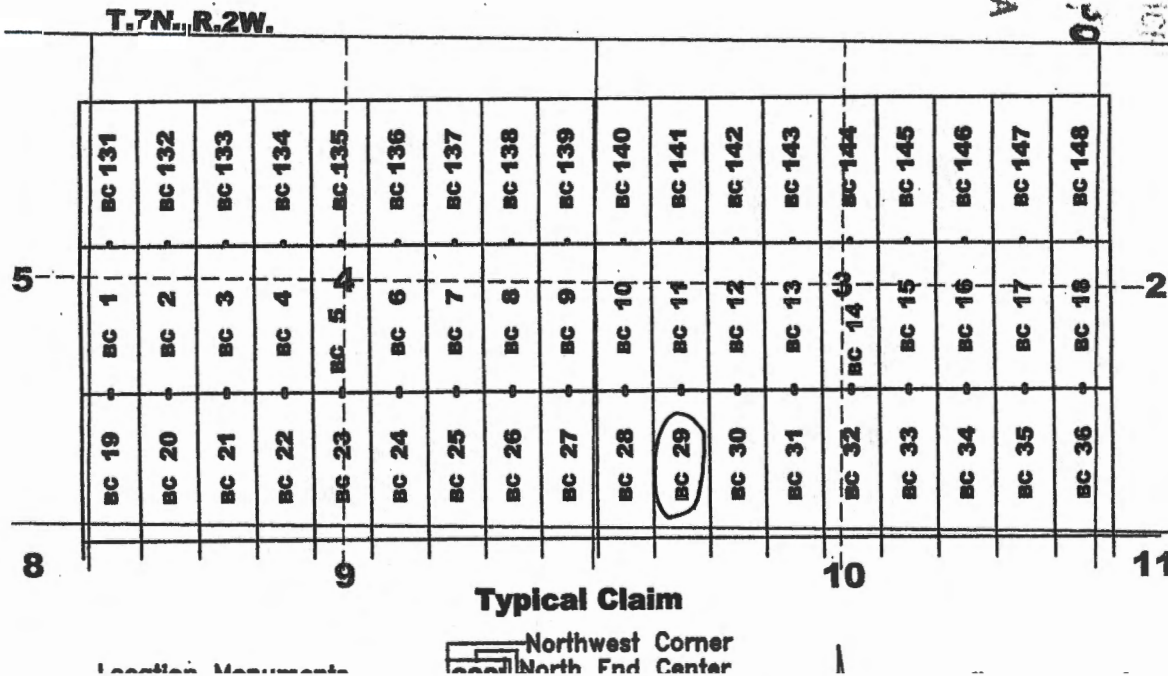 T.7N., R.2W.
BC 131 BC 132 BC 133 BC 134 BC 135 BC 136 BC 137 BC 138 BC 139 BC 140 BC 141 BC 142 BC 143 BC 144 BC 145 BC 146 BC 147 BC 148
5 4 3 2
BC 1 BC 2 BC 3 BC 4 BC 5 BC 6 BC 7 BC 8 BC 9 BC 10 BC 11 BC 12 BC 13 BC 14 BC 15 BC 16 BC 17 BC 18
BC 19 BC 20 BC 21 BC 22 BC 23 BC 24 BC 25 BC 26 BC 27 BC 28 BC 29 BC 30 BC 31 BC 32 BC 33 BC 34 BC 35 BC 36
8 9 10 11
Typical Claim
Northwest Corner
Location Monuments North End Center